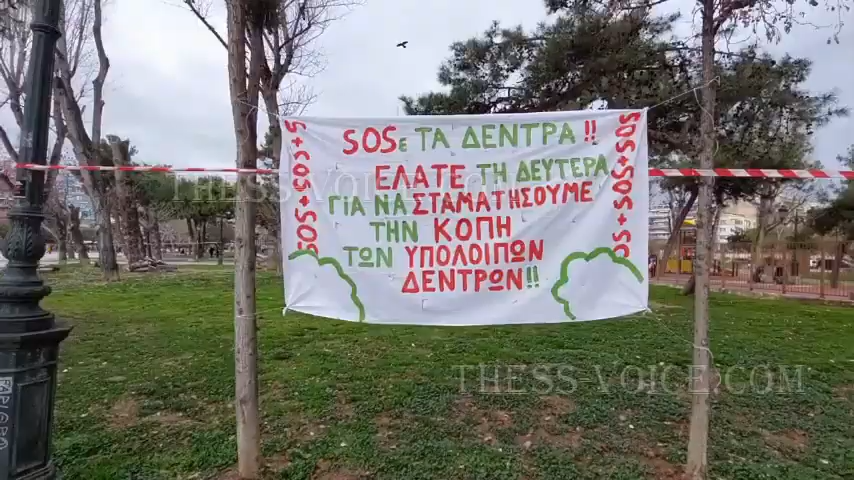 SOSε ΤΑ ΔΕΝΤΡΑ!!
ΕΛΑΤΕ ΤΗ ΔΕΥΤΕΡΑ
ΓΙΑ ΝΑ ΣΤΑΜΑΤΗΣΟΥΜΕ
ΤΗΝ ΚΟΠΗ
ΤΩΝ ΥΠΟΛΟΙΠΩΝ
ΔΕΝΤΡΩΝ!!
S+SOS+SOS
SOS+SOS+SOS+SS
THESS-VOICE.COM
THESS-VOICE.COM